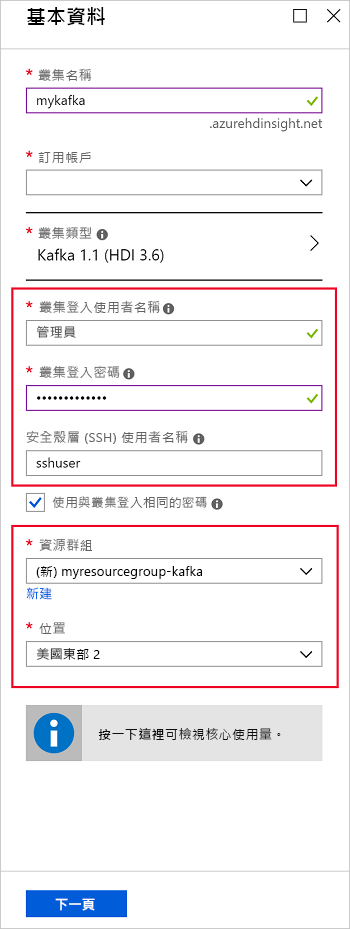 基本資料
* 叢集名稱
mykafka
.azurehdinsight.net
* 訂用帳戶
* 叢集類型
Kafka 1.1 (HDI 3.6)
* 叢集登入使用者名稱
管理員
* 叢集登入密碼
•••••••••••••
安全殼層 (SSH) 使用者名稱
sshuser
使用與叢集登入相同的密碼
* 資源群組
(新) myresourcegroup-kafka
新建
* 位置
美國東部 2
按一下這裡可檢視核心使用量。
下一頁